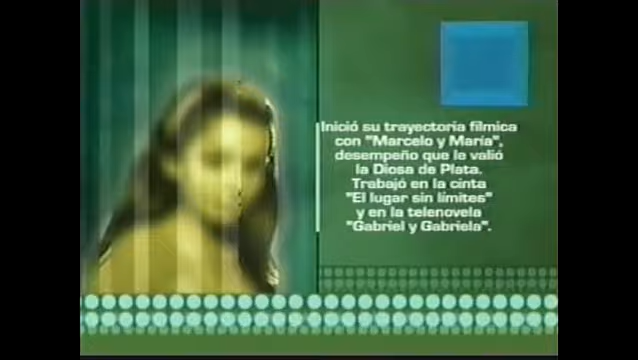 Inició su trayectoria fílmica
con "Marcelo y María",
desempeño que le valió
la Diosa de Plata.
Trabajó en la cinta
"El lugar sin límites"
y en la telenovela
"Gabriel y Gabriela".